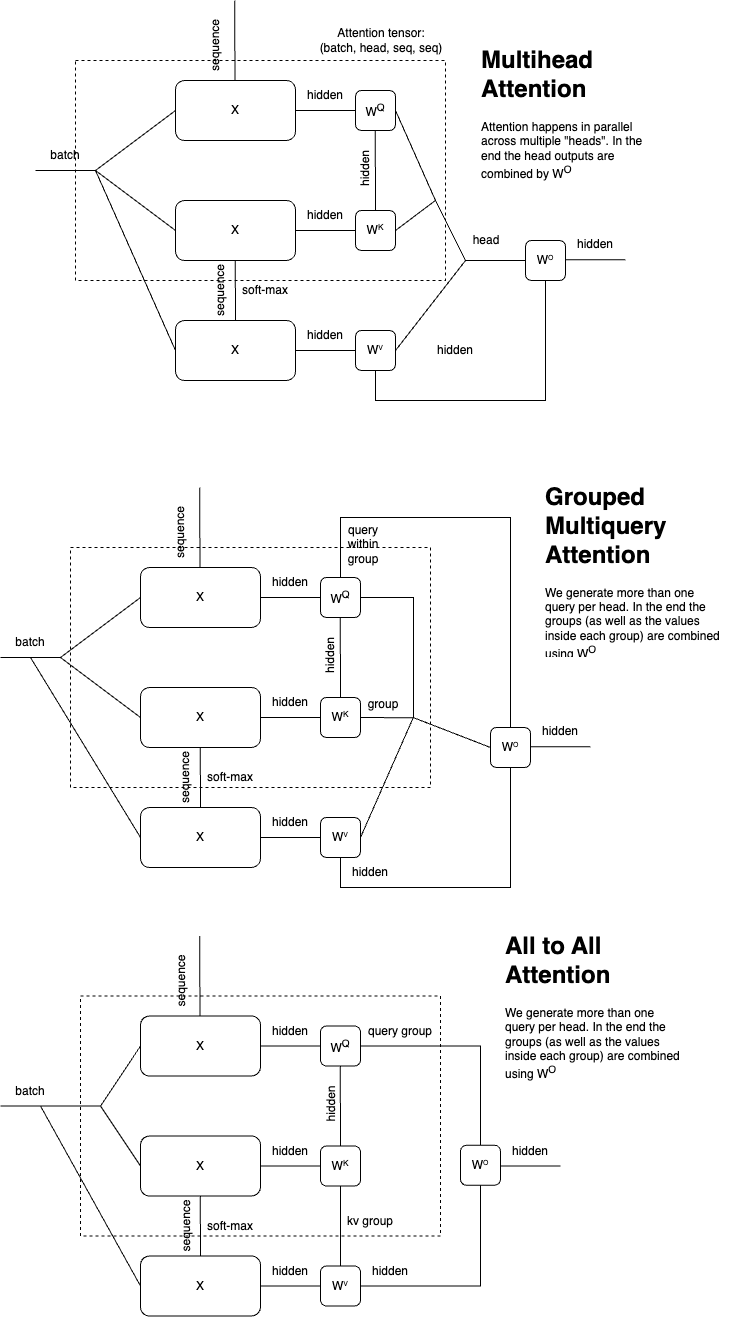 Attention tensor:
(batch, head, seq, seq)
sequence
Multihead
Attention
Attention happens in parallel
across multiple "heads". In the
end the head outputs are
combined by W^O
batch
X
hidden
W^Q
hidden
X
hidden
W^K
head
W^O
hidden
sequence
soft-max
X
hidden
W^V
hidden
Grouped
Multiquery
Attention
We generate more than one
query per head. In the end the
groups (as well as the values
inside each group) are combined
using W^O
sequence
query
within
group
batch
X
hidden
W^Q
hidden
X
hidden
W^K
group
W^O
hidden
sequence
soft-max
X
hidden
W^V
hidden
All to All
Attention
We generate more than one
query per head. In the end the
groups (as well as the values
inside each group) are combined
using W^O
sequence
batch
X
hidden
W^Q
query group
hidden
X
hidden
W^K
W^O
hidden
sequence
soft-max
kv group
X
hidden
W^V
hidden